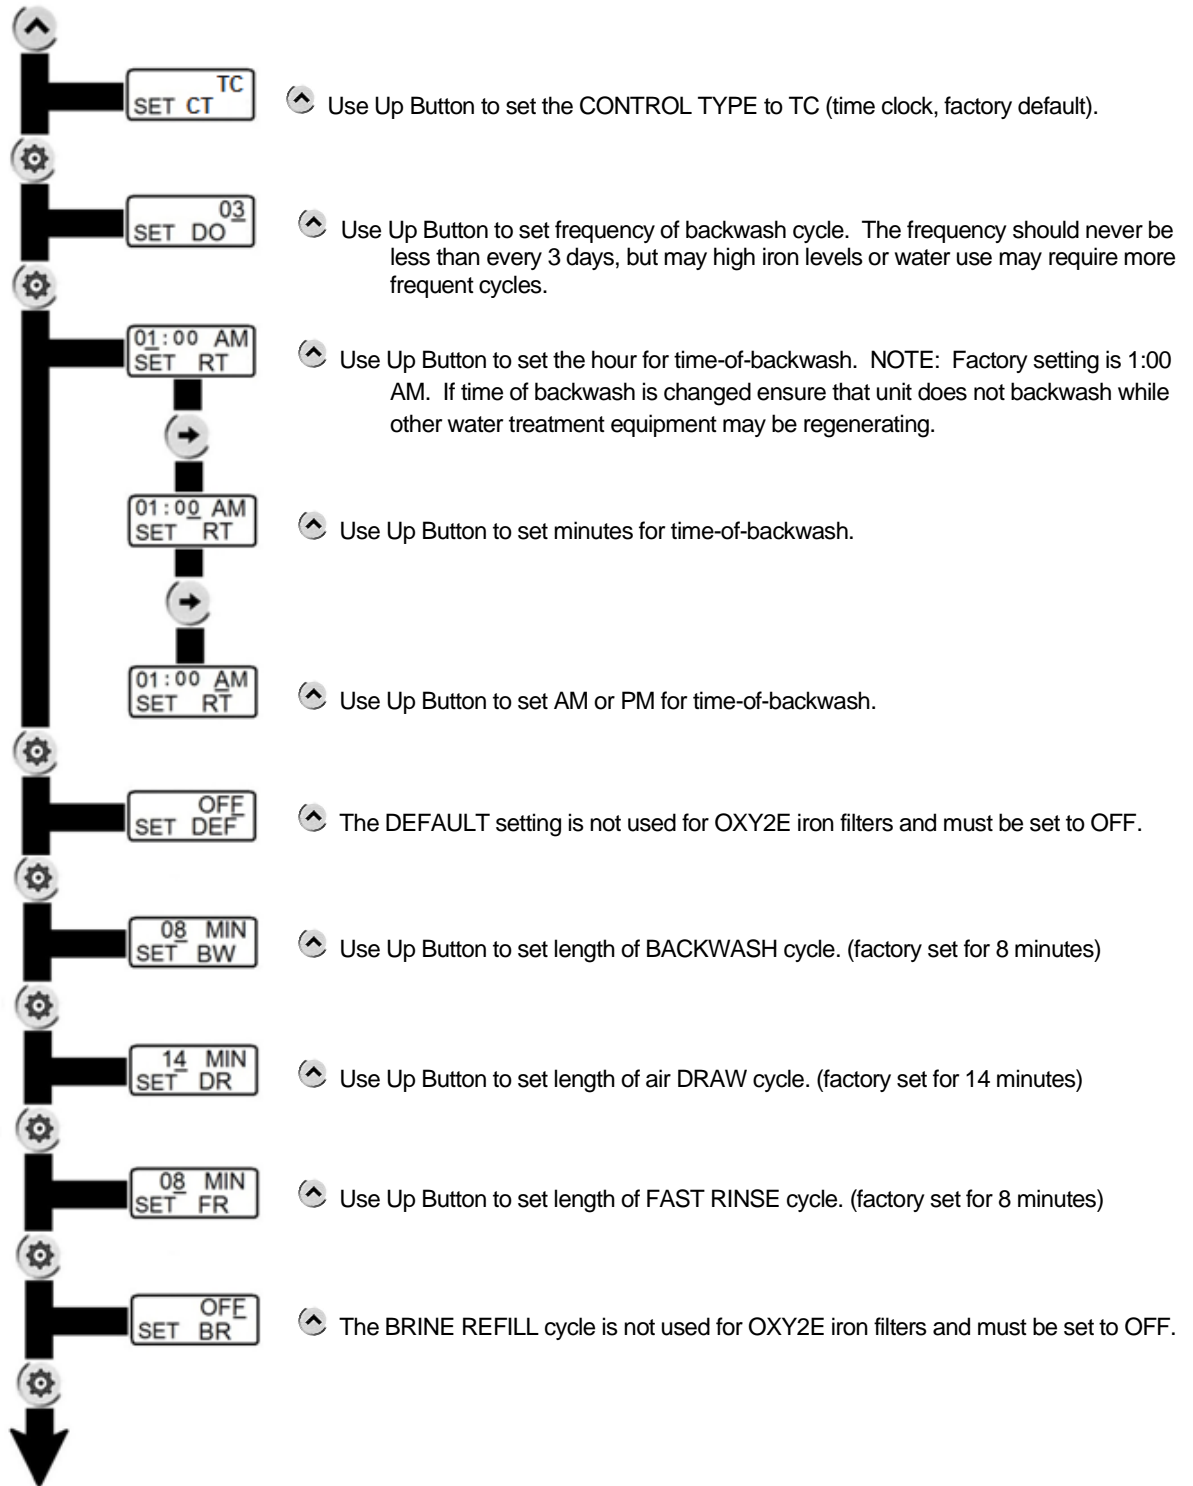 TC
SET CT
Use Up Button to set the CONTROL TYPE to TC (time clock, factory default).
03
SET DO
Use Up Button to set frequency of backwash cycle. The frequency should never be
less than every 3 days, but may high iron levels or water use may require more
frequent cycles.
01:00 AM
SET RT
Use Up Button to set the hour for time-of-backwash. NOTE: Factory setting is 1:00
AM. If time of backwash is changed ensure that unit does not backwash while
other water treatment equipment may be regenerating.
01:00 AM
SET RT
Use Up Button to set minutes for time-of-backwash.
01:00 AM
SET RT
Use Up Button to set AM or PM for time-of-backwash.
OFF
SET DEF
The DEFAULT setting is not used for OXY2E iron filters and must be set to OFF.
08 MIN
SET BW
Use Up Button to set length of BACKWASH cycle. (factory set for 8 minutes)
14 MIN
SET DR
Use Up Button to set length of air DRAW cycle. (factory set for 14 minutes)
08 MIN
SET FR
Use Up Button to set length of FAST RINSE cycle. (factory set for 8 minutes)
OFF
SET BR
The BRINE REFILL cycle is not used for OXY2E iron filters and must be set to OFF.